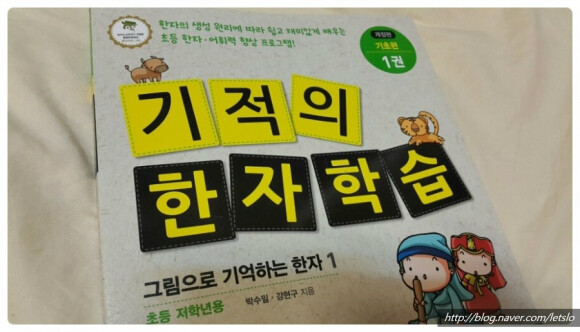 한자의 생성 원리에 따라 쉽고 재미있게 배우는
초등 한자·어휘력 향상 프로그램!
개정판
기초편
1권
기적의
한자학습
그림으로 기억하는 한자 1
초등 저학년용
박수밀·강현구 지음
http://blog.naver.com/letslo